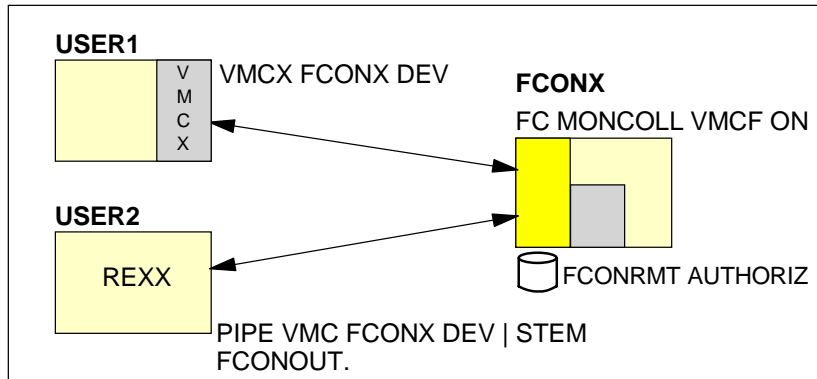 USER1
V
M
C
X
VMCX FCONX DEV
FCONX
FC MONCOLL VMCF ON
USER2
REXX
FCONRMT AUTHORIZ
PIPE VMC FCONX DEV | STEM
FCONOUT.